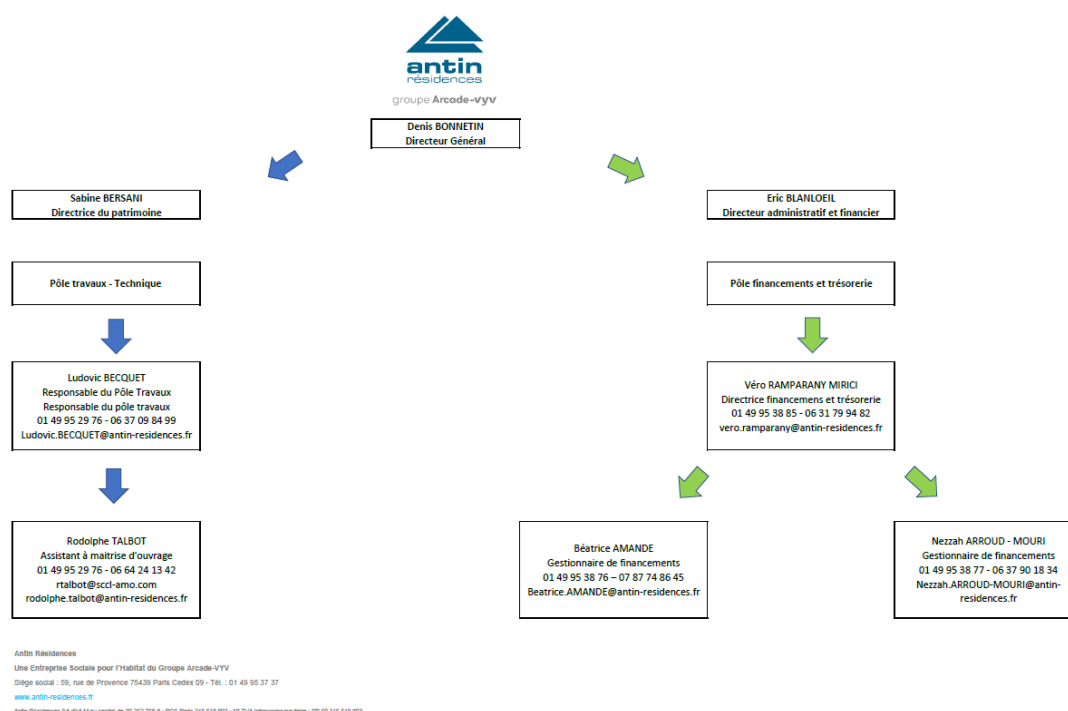 antin
résidences
groupe Arcade-VYV
Denis BONNETIN
Directeur Général
Sabine BERSANI
Directrice du patrimoine
Eric BLANLOEIL
Directeur administratif et financier
Pôle travaux - Technique
Pôle financements et trésorerie
Ludovic BECQUET
Responsable du Pôle Travaux
Responsable du pôle travaux
01 49 95 29 76 - 06 37 09 84 99
Ludovic.BECQUET@antin-residences.fr
Véro RAMPARANY MIRICI
Directrice financemens et trésorerie
01 49 95 38 85 - 06 31 79 94 82
vero.ramparany@antin-residences.fr
Rodolphe TALBOT
Assistant à maitrise d'ouvrage
01 49 95 29 76 - 06 64 24 13 42
rtalbot@sccl-amo.com
rodolphe.talbot@antin-residences.fr
Béatrice AMANDE
Gestionnaire de financements
01 49 95 38 76 – 07 87 74 86 45
Beatrice.AMANDE@antin-residences.fr
Nezzah ARROUD - MOURI
Gestionnaire de financements
01 49 95 38 77 - 06 37 90 18 34
Nezzah.ARROUD-MOURI@antin-
residences.fr
Antin Résidences
Une Entreprise Sociale pour l'Habitat du Groupe Arcade-VYV
Siège social : 59, rue de Provence 75439 Paris Cedex 09 - Tél. : 01 49 95 37 37
www.antin-residences.fr